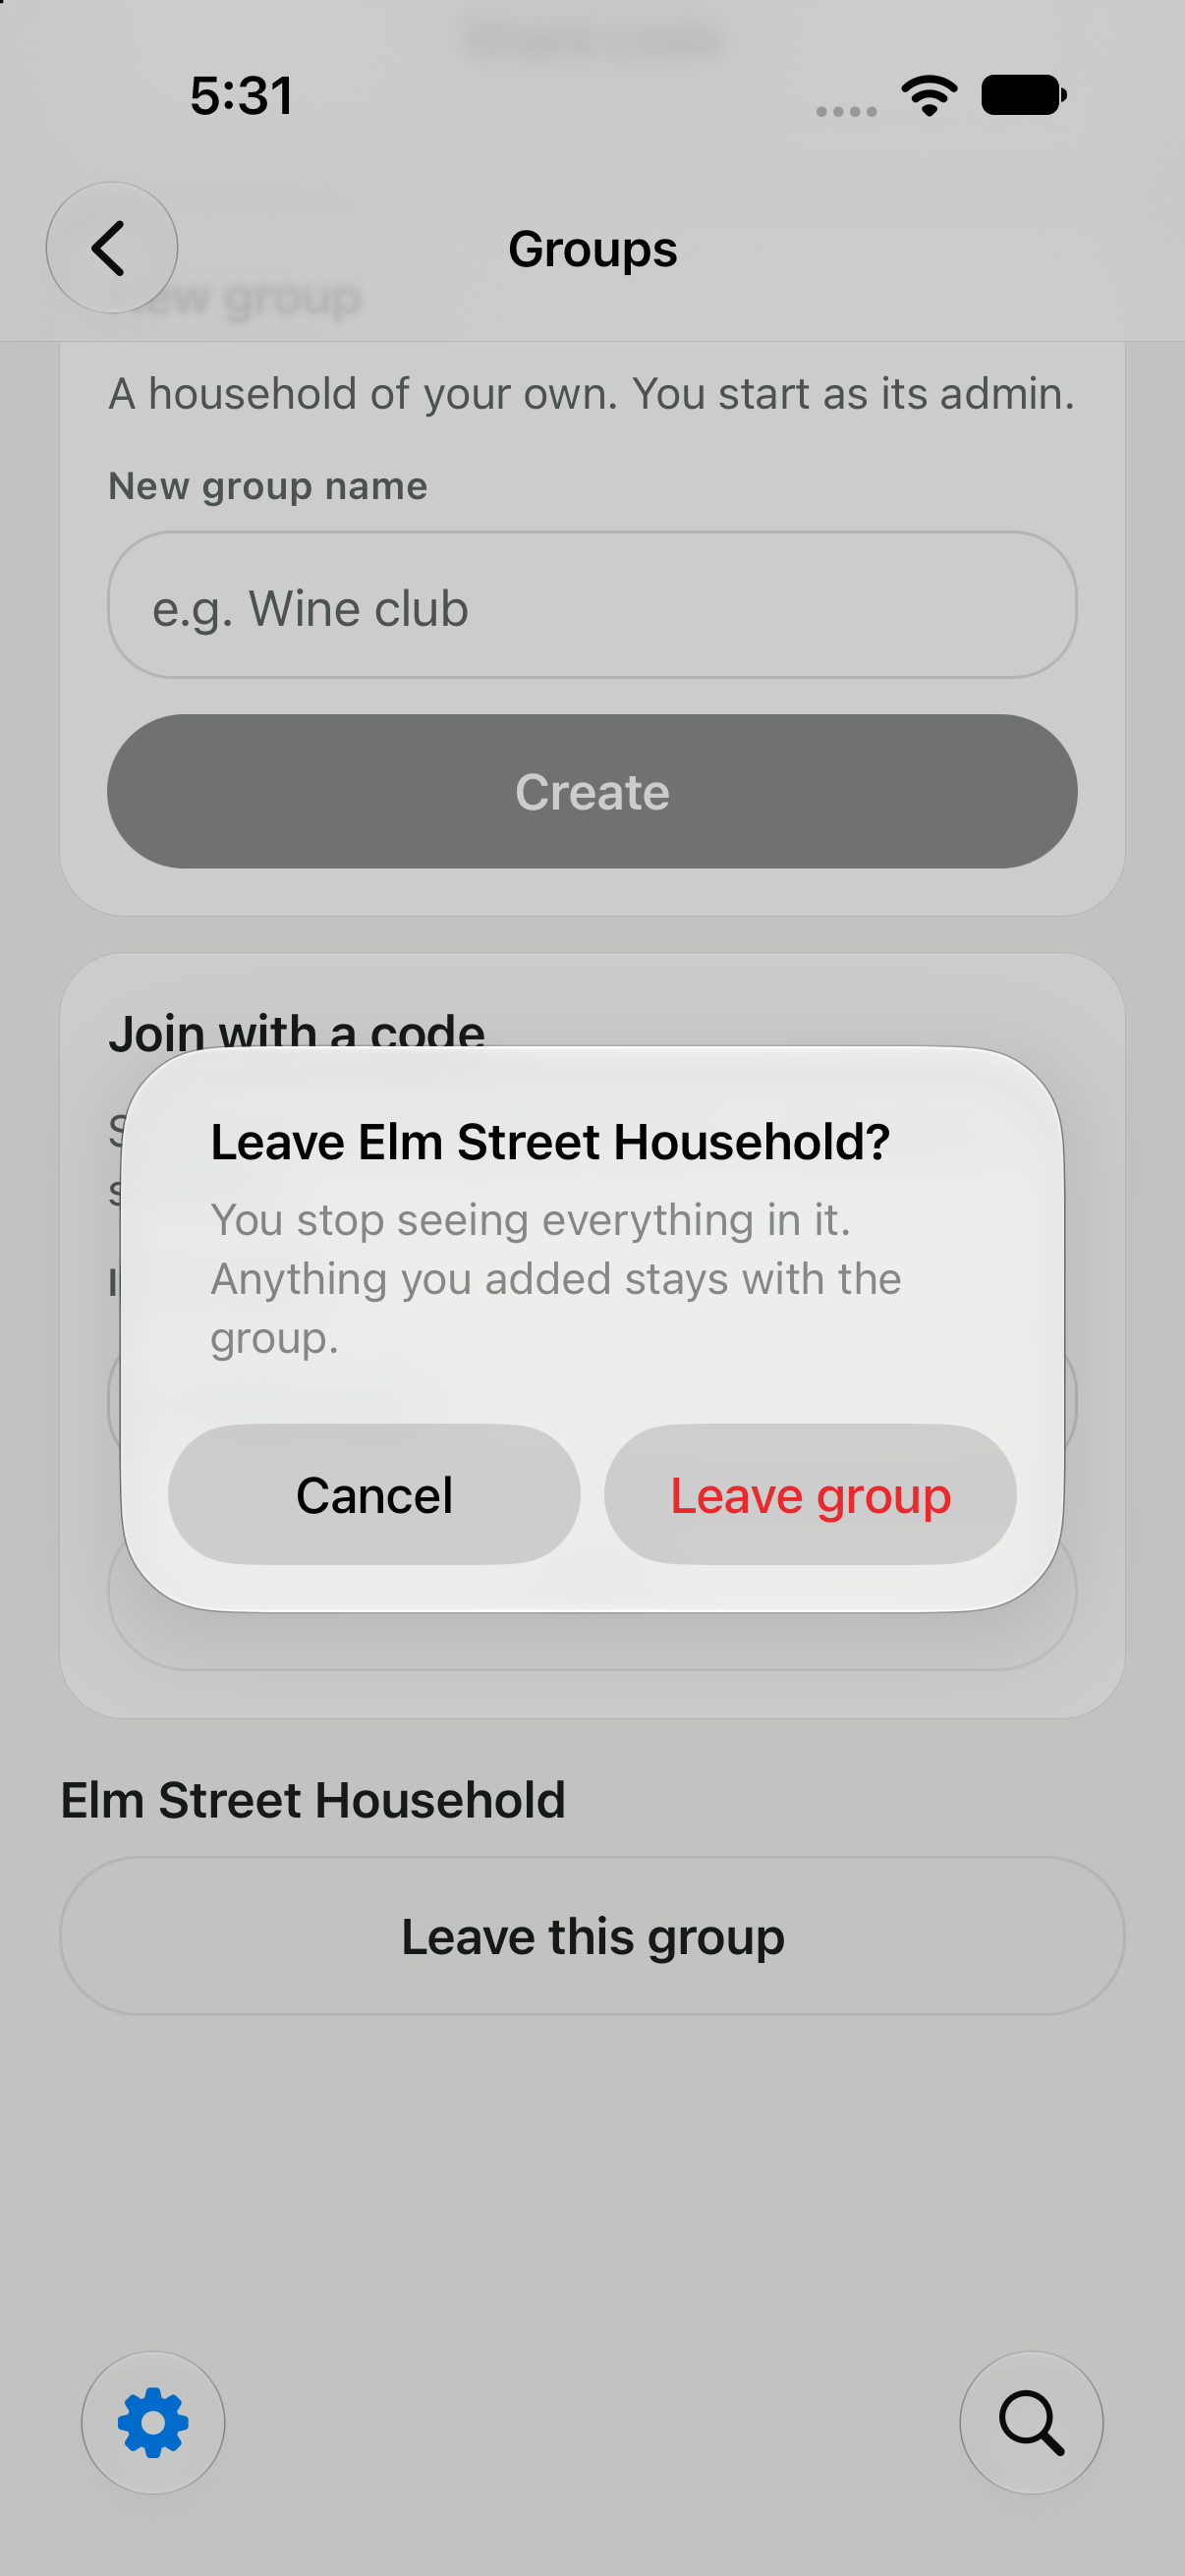 5:31
Groups
New group
A household of your own. You start as its admin.
New group name
e.g. Wine club
Create
Join with a code
Leave Elm Street Household?
You stop seeing everything in it.
Anything you added stays with the
group.
Cancel
Leave group
Elm Street Household
Leave this group